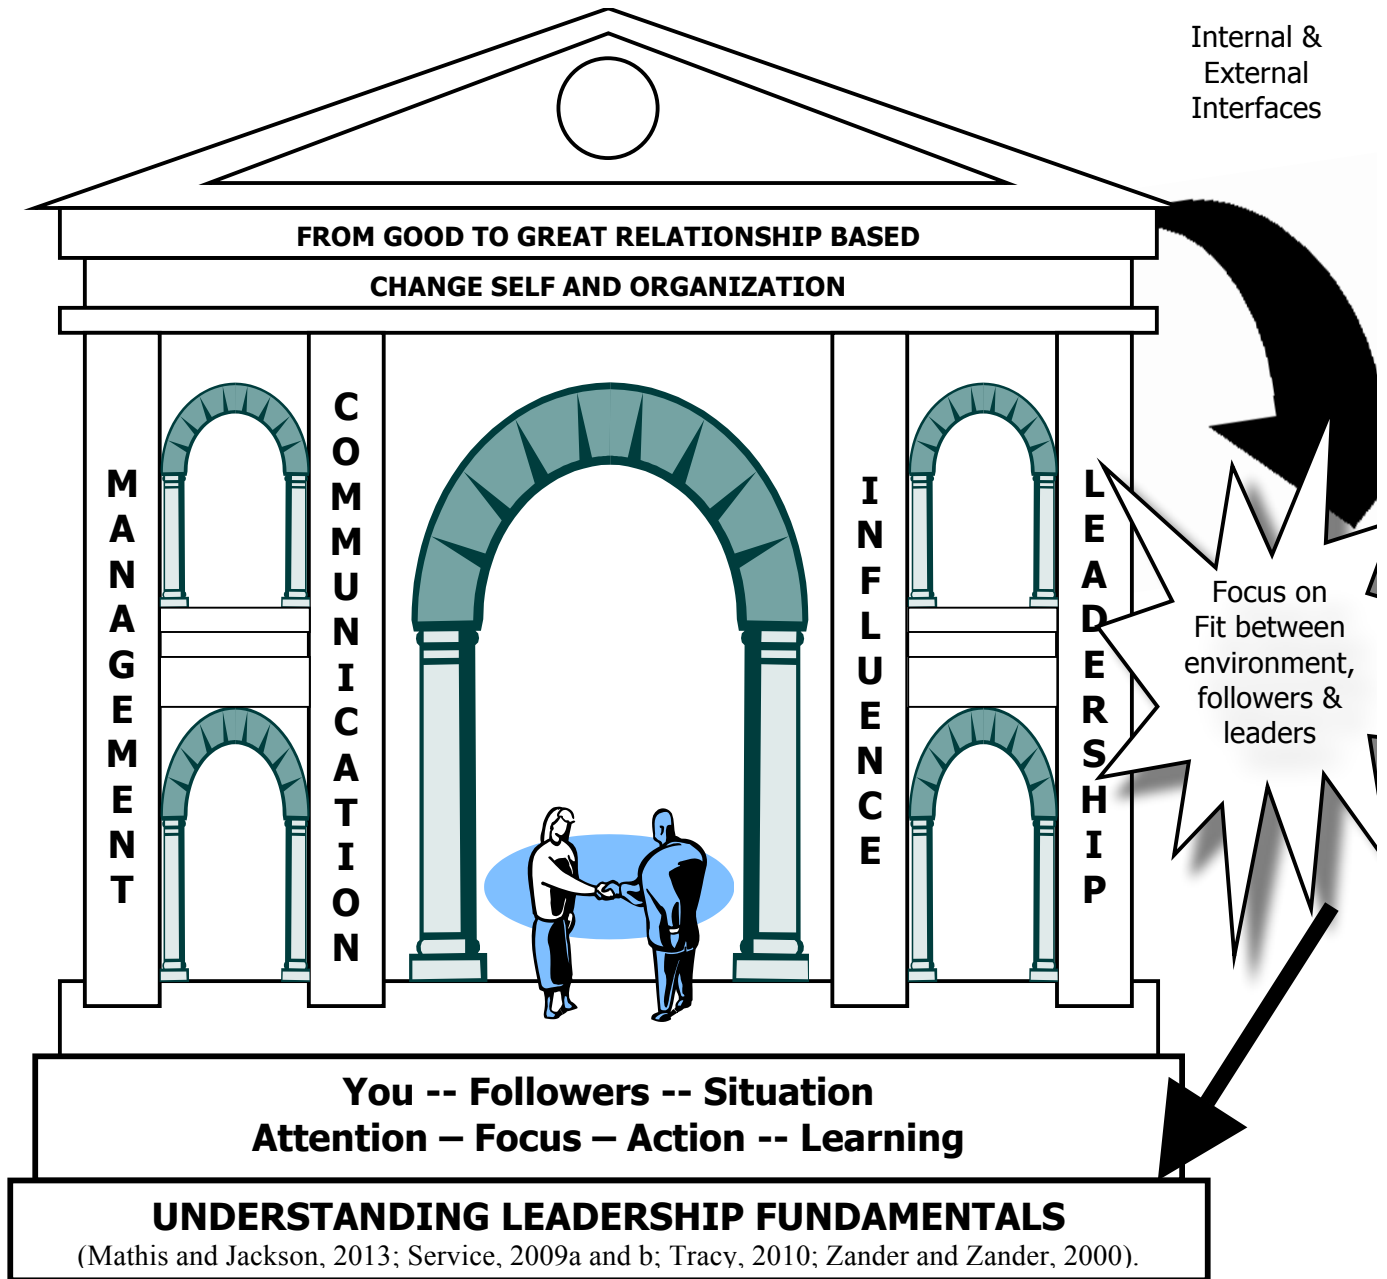 Internal &
External
Interfaces
FROM GOOD TO GREAT RELATIONSHIP BASED
CHANGE SELF AND ORGANIZATION
MANAGEMENT
COMMUNICATION
INFLUENCE
LEADERSHIP
Focus on
Fit between
environment,
followers &
leaders
You -- Followers -- Situation
Attention – Focus – Action -- Learning
UNDERSTANDING LEADERSHIP FUNDAMENTALS
(Mathis and Jackson, 2013; Service, 2009a and b; Tracy, 2010; Zander and Zander, 2000).